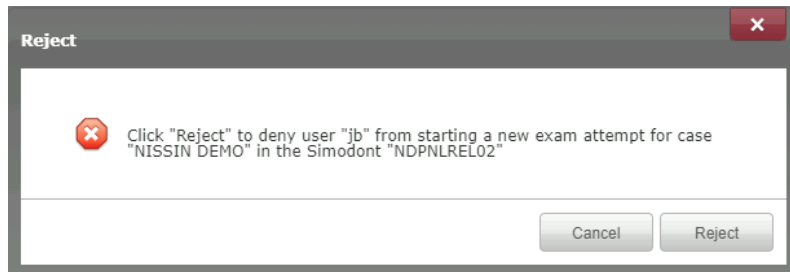 Reject
Click "Reject" to deny user "jb" from starting a new exam attempt for case
"NISSIN DEMO" in the Simodont "NDPNLREL02"
Cancel
Reject